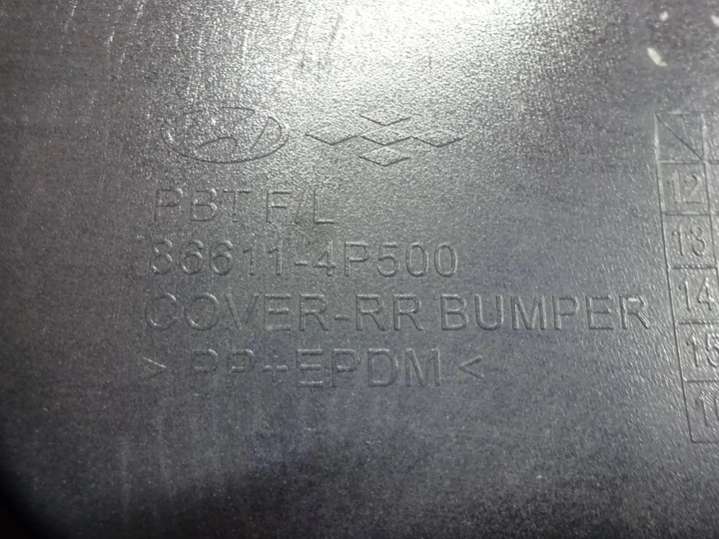 PBT F/L
86611-4P500
COVER-RR BUMPER
> PP+EPDM <
12
13
14
15